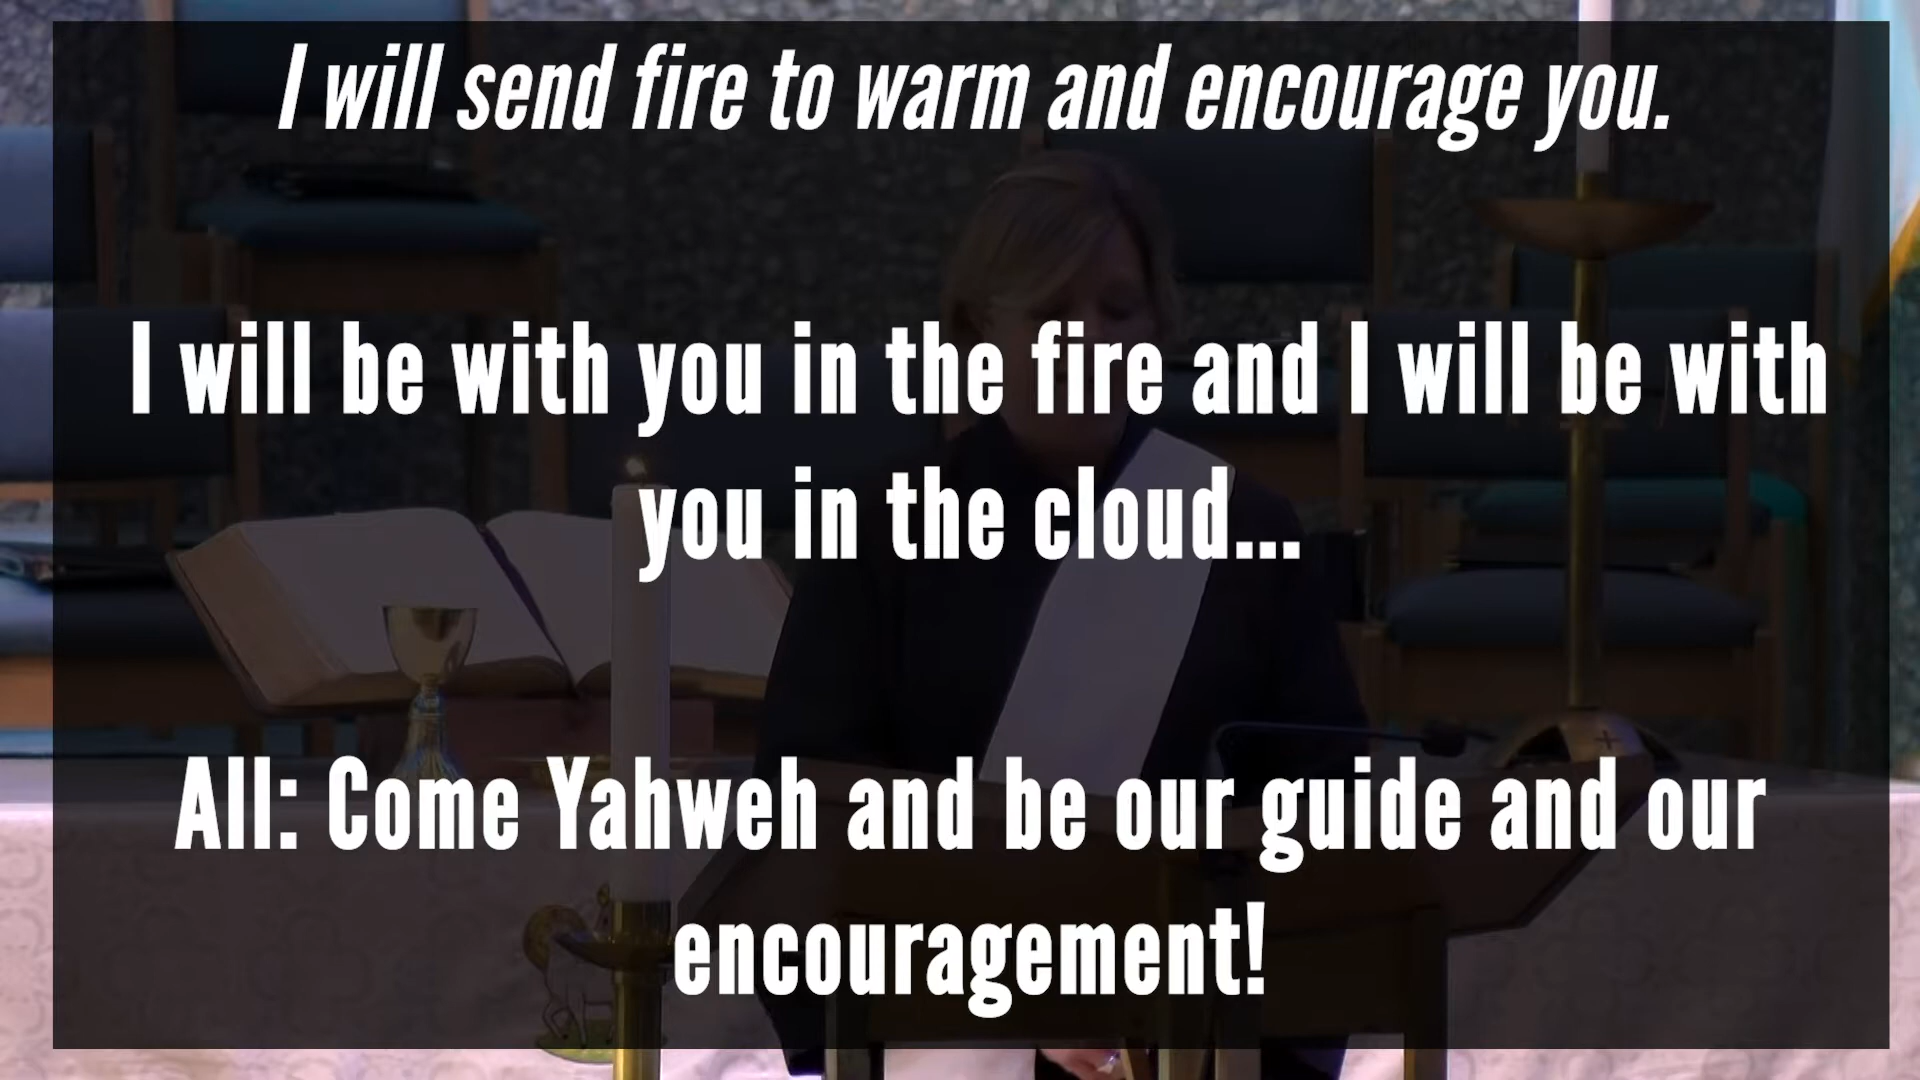 I will send fire to warm and encourage you.
I will be with you in the fire and I will be with
you in the cloud...
All: Come Yahweh and be our guide and our
encouragement!